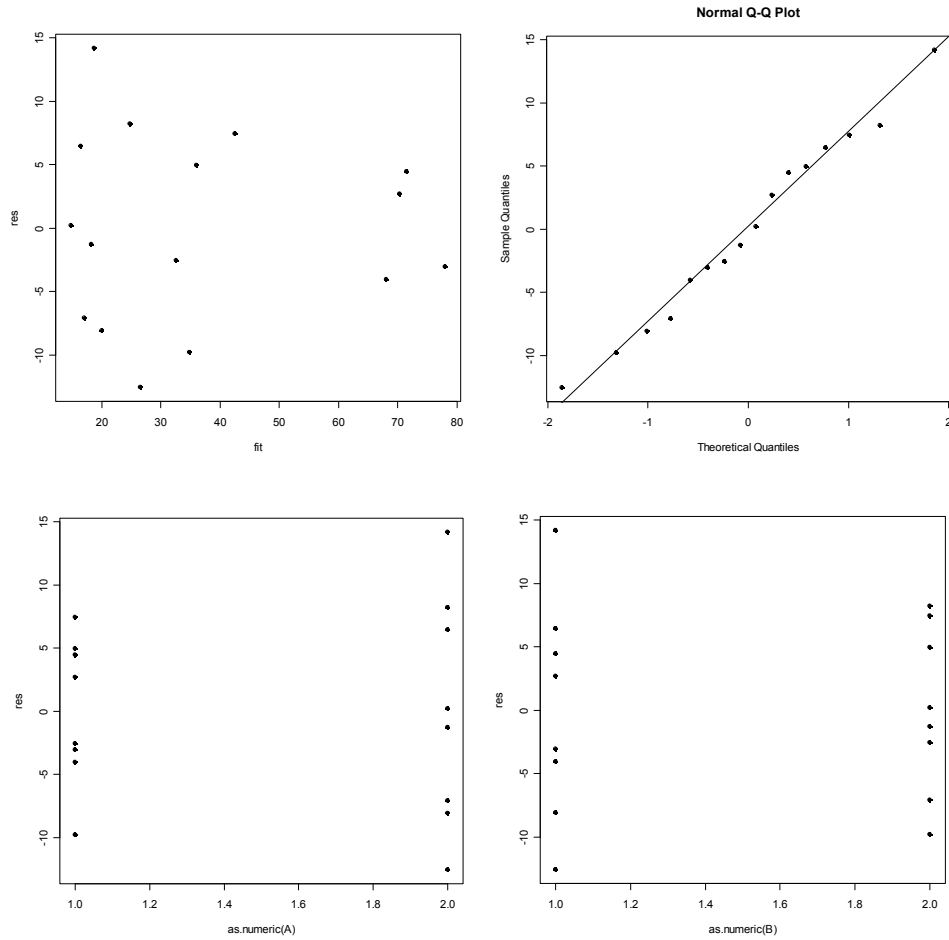 res
15
10
5
0
-5
-10
20 30 40 50 60 70 80
fit
Normal Q-Q Plot
Sample Quantiles
15
10
5
0
-5
-10
-2 -1 0 1 2
Theoretical Quantiles
res
15
10
5
0
-5
-10
1.0 1.2 1.4 1.6 1.8 2.0
as.numeric(A)
res
15
10
5
0
-5
-10
1.0 1.2 1.4 1.6 1.8 2.0
as.numeric(B)